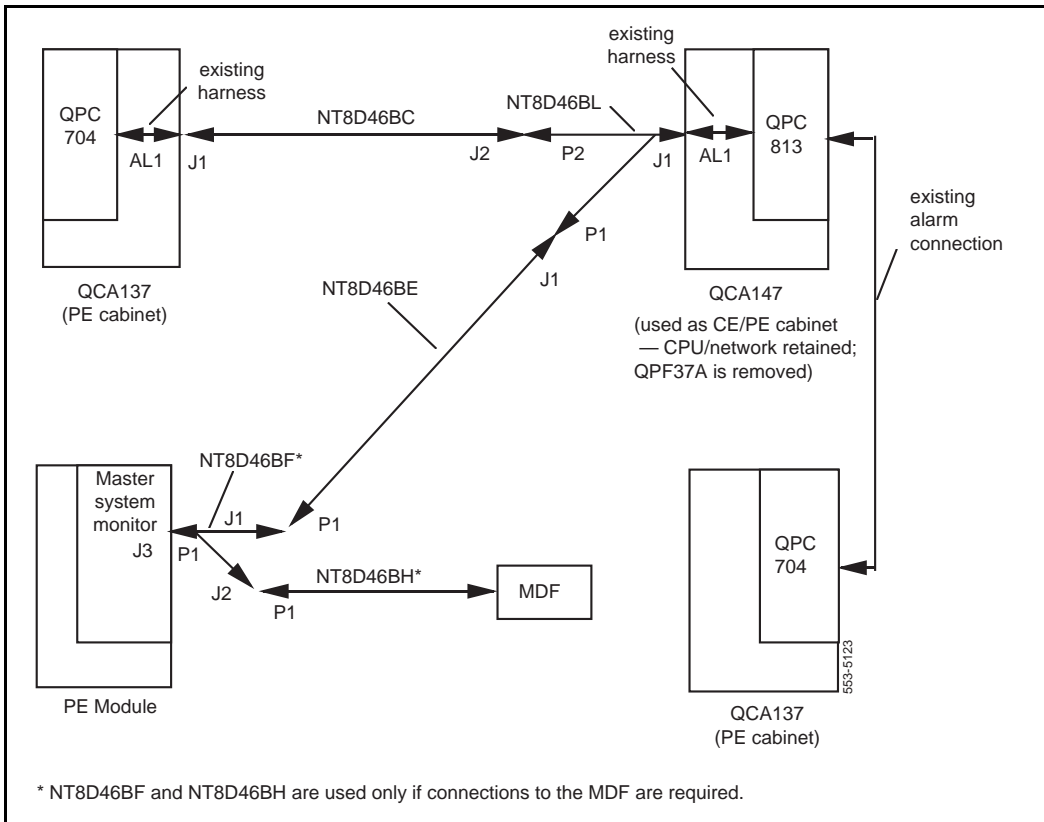 existing
harness
QPC
704
AL1
J1
NT8D46BC
J2
P2
NT8D46BL
existing
harness
J1
AL1
QPC
813
existing
alarm
connection
P1
J1
NT8D46BE
QCA137
(PE cabinet)
QCA147
(used as CE/PE cabinet
— CPU/network retained;
QPF37A is removed)
NT8D46BF*
Master
system
monitor
J3
P1
J1
P1
J2
P1
NT8D46BH*
MDF
PE Module
QPC
704
553-5123
QCA137
(PE cabinet)
* NT8D46BF and NT8D46BH are used only if connections to the MDF are required.